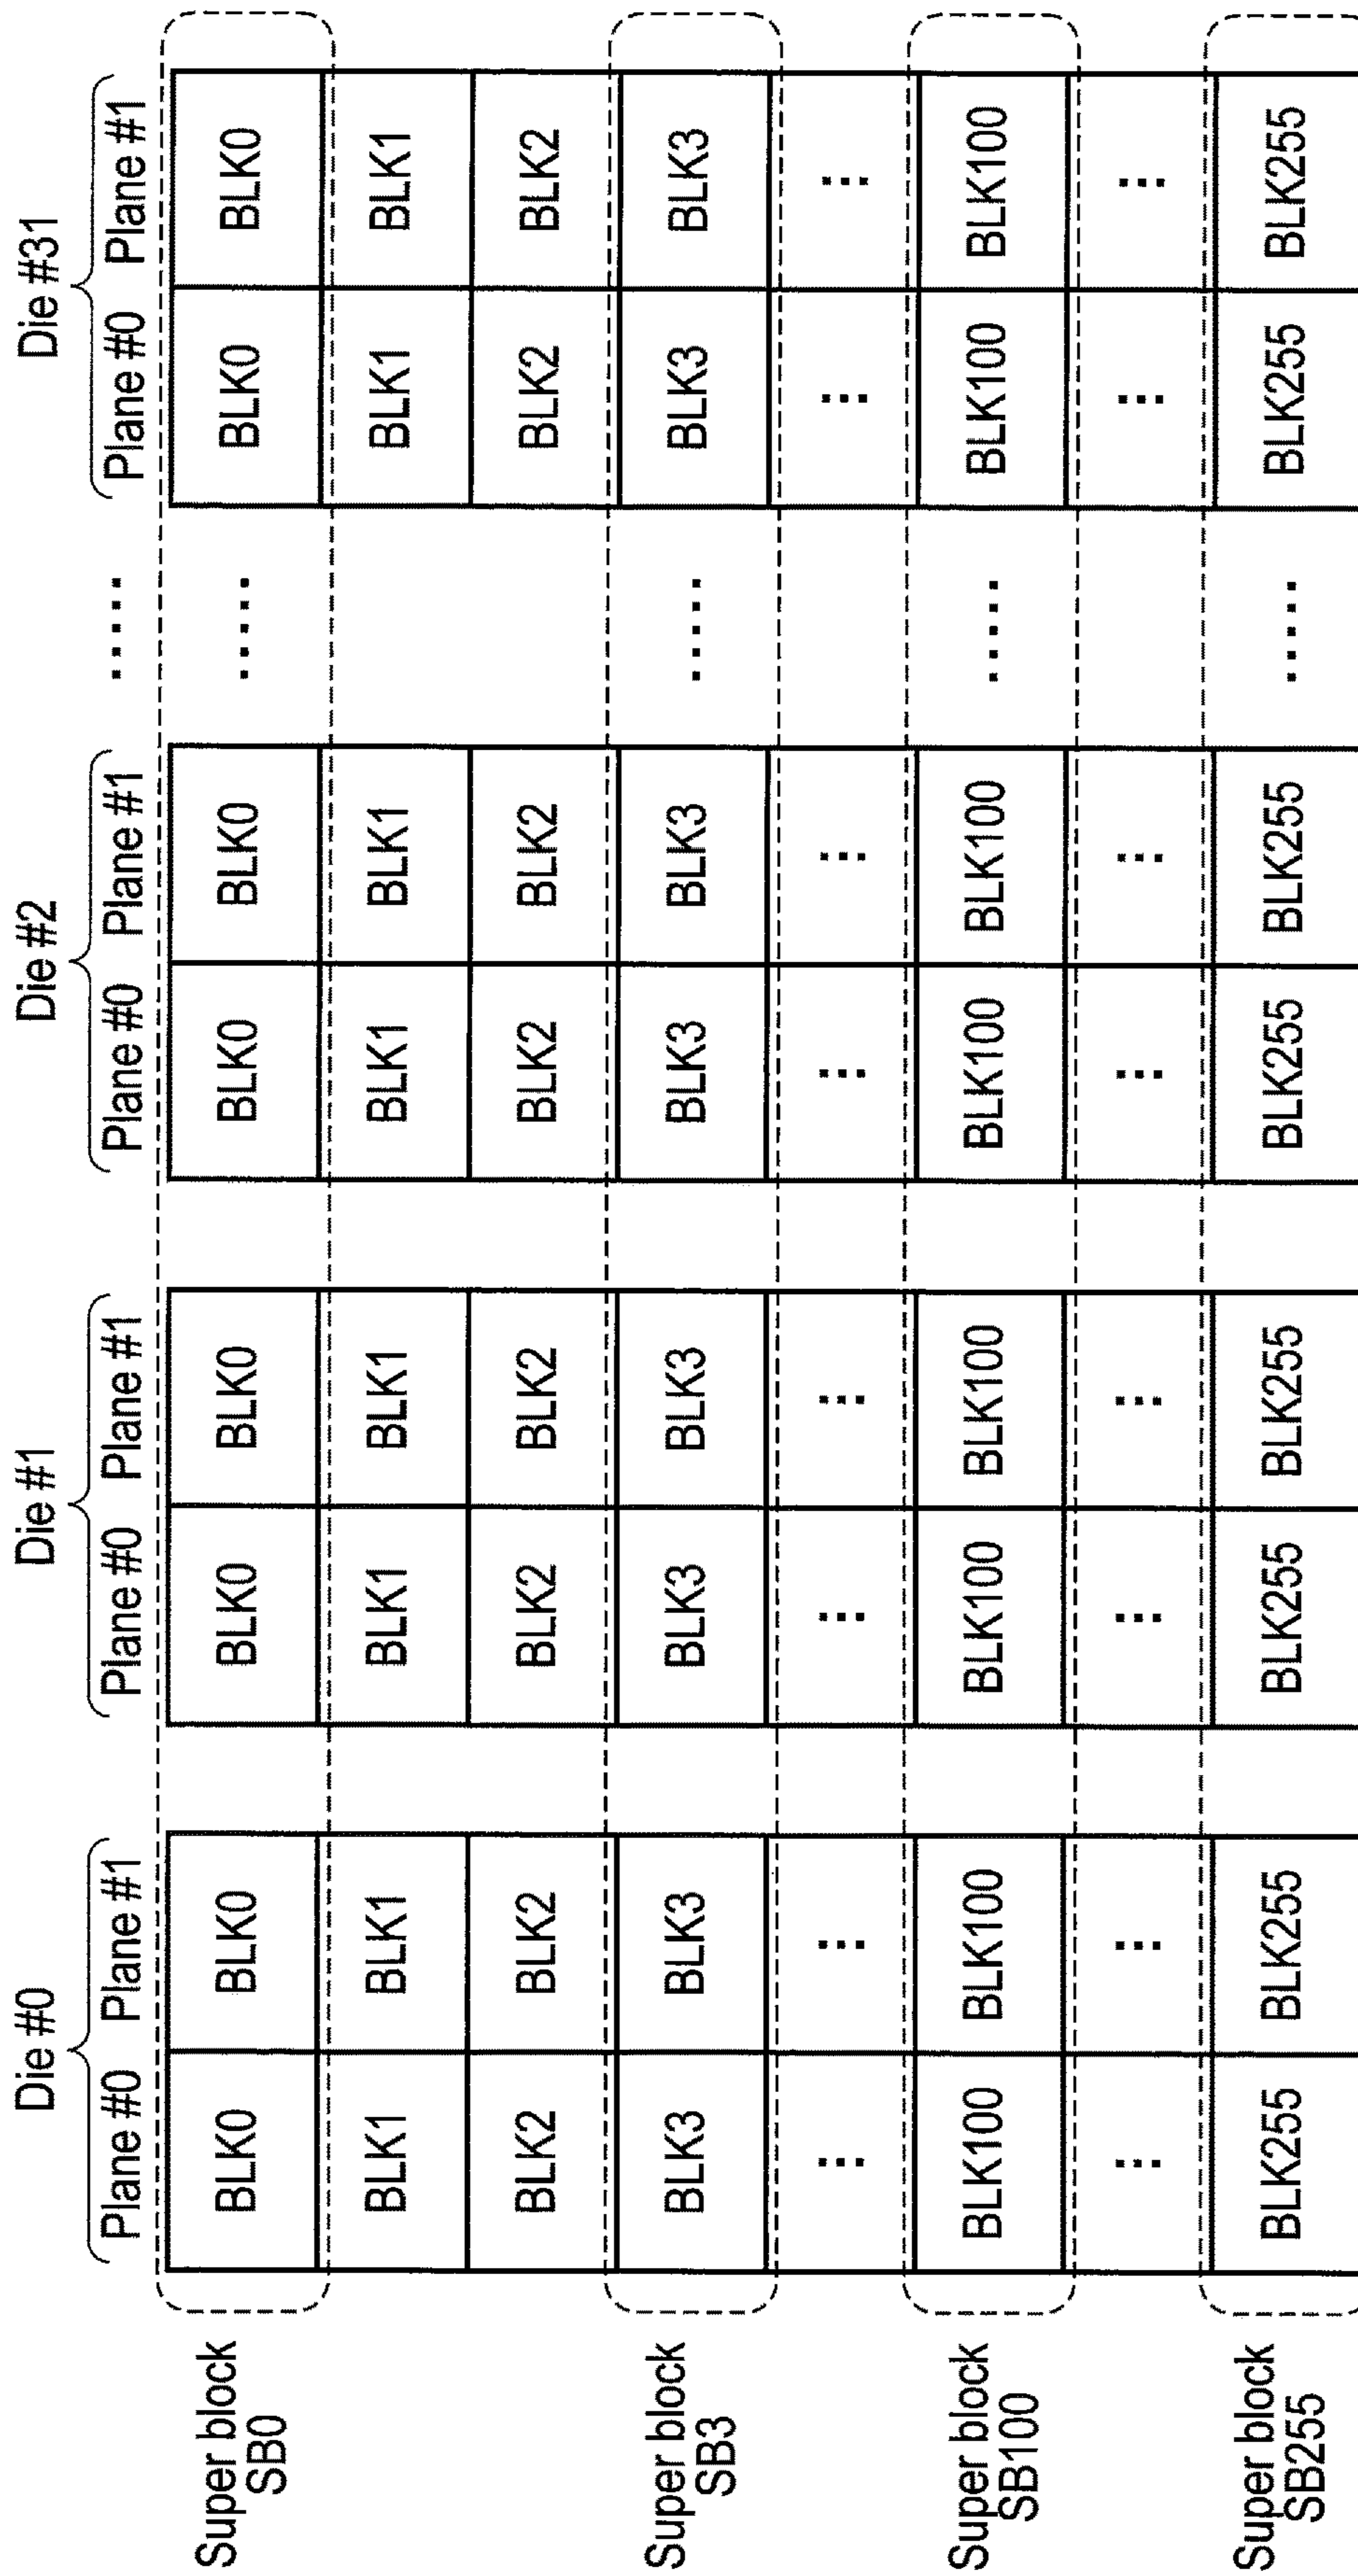 Die #0 Die #1 Die #2 Die #31
Plane #0 Plane #1 Plane #0 Plane #1 Plane #0 Plane #1 ····· Plane #0 Plane #1
Super block SB0 BLK0 BLK0 BLK0 BLK0 BLK0 BLK0 ····· BLK0 BLK0
BLK1 BLK1 BLK1 BLK1 BLK1 BLK1 BLK1 BLK1
BLK2 BLK2 BLK2 BLK2 BLK2 BLK2 BLK2 BLK2
Super block SB3 BLK3 BLK3 BLK3 BLK3 BLK3 BLK3 ····· BLK3 BLK3
··· ··· ··· ··· ··· ··· ··· ···
Super block SB100 BLK100 BLK100 BLK100 BLK100 BLK100 BLK100 ····· BLK100 BLK100
··· ··· ··· ··· ··· ··· ··· ···
Super block SB255 BLK255 BLK255 BLK255 BLK255 BLK255 BLK255 ····· BLK255 BLK255